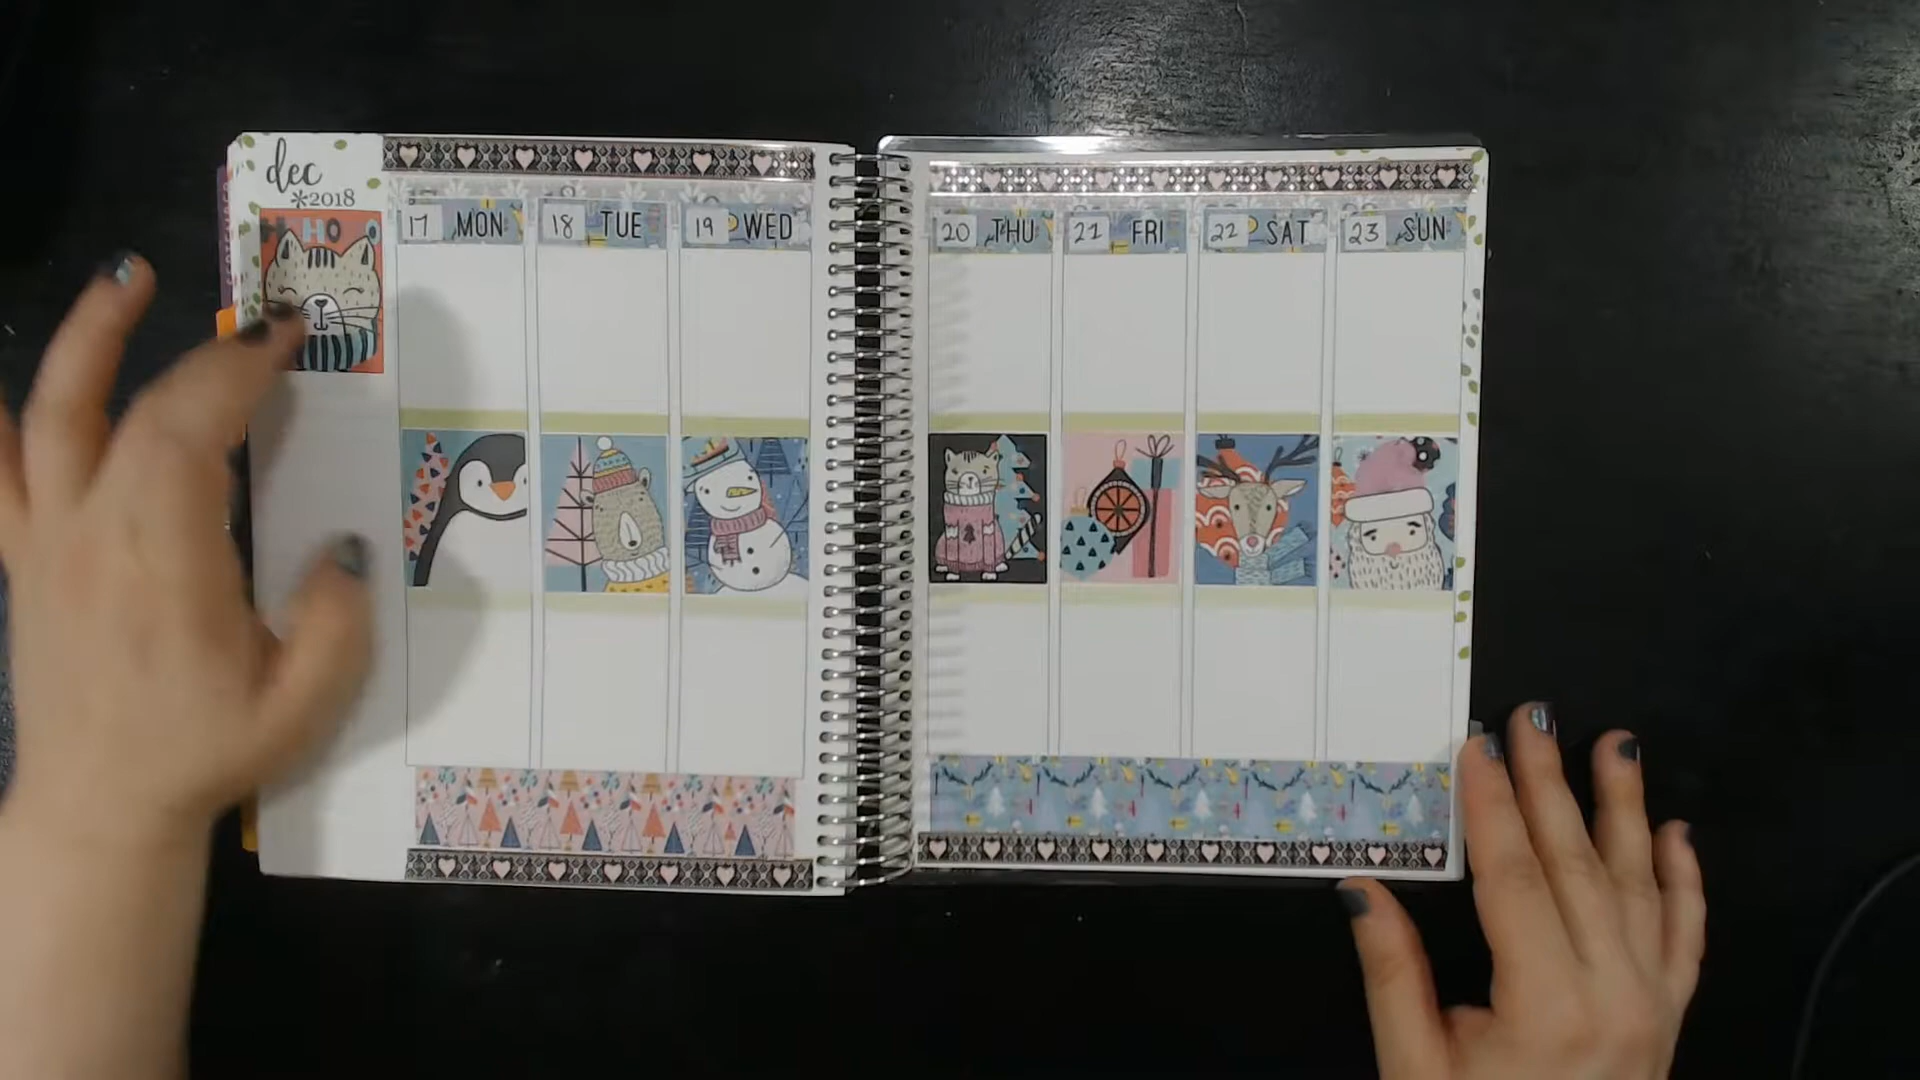 dec
*2018
HO
17 MON
18 TUE
19 WED
20 THU
21 FRI
22 SAT
23 SUN